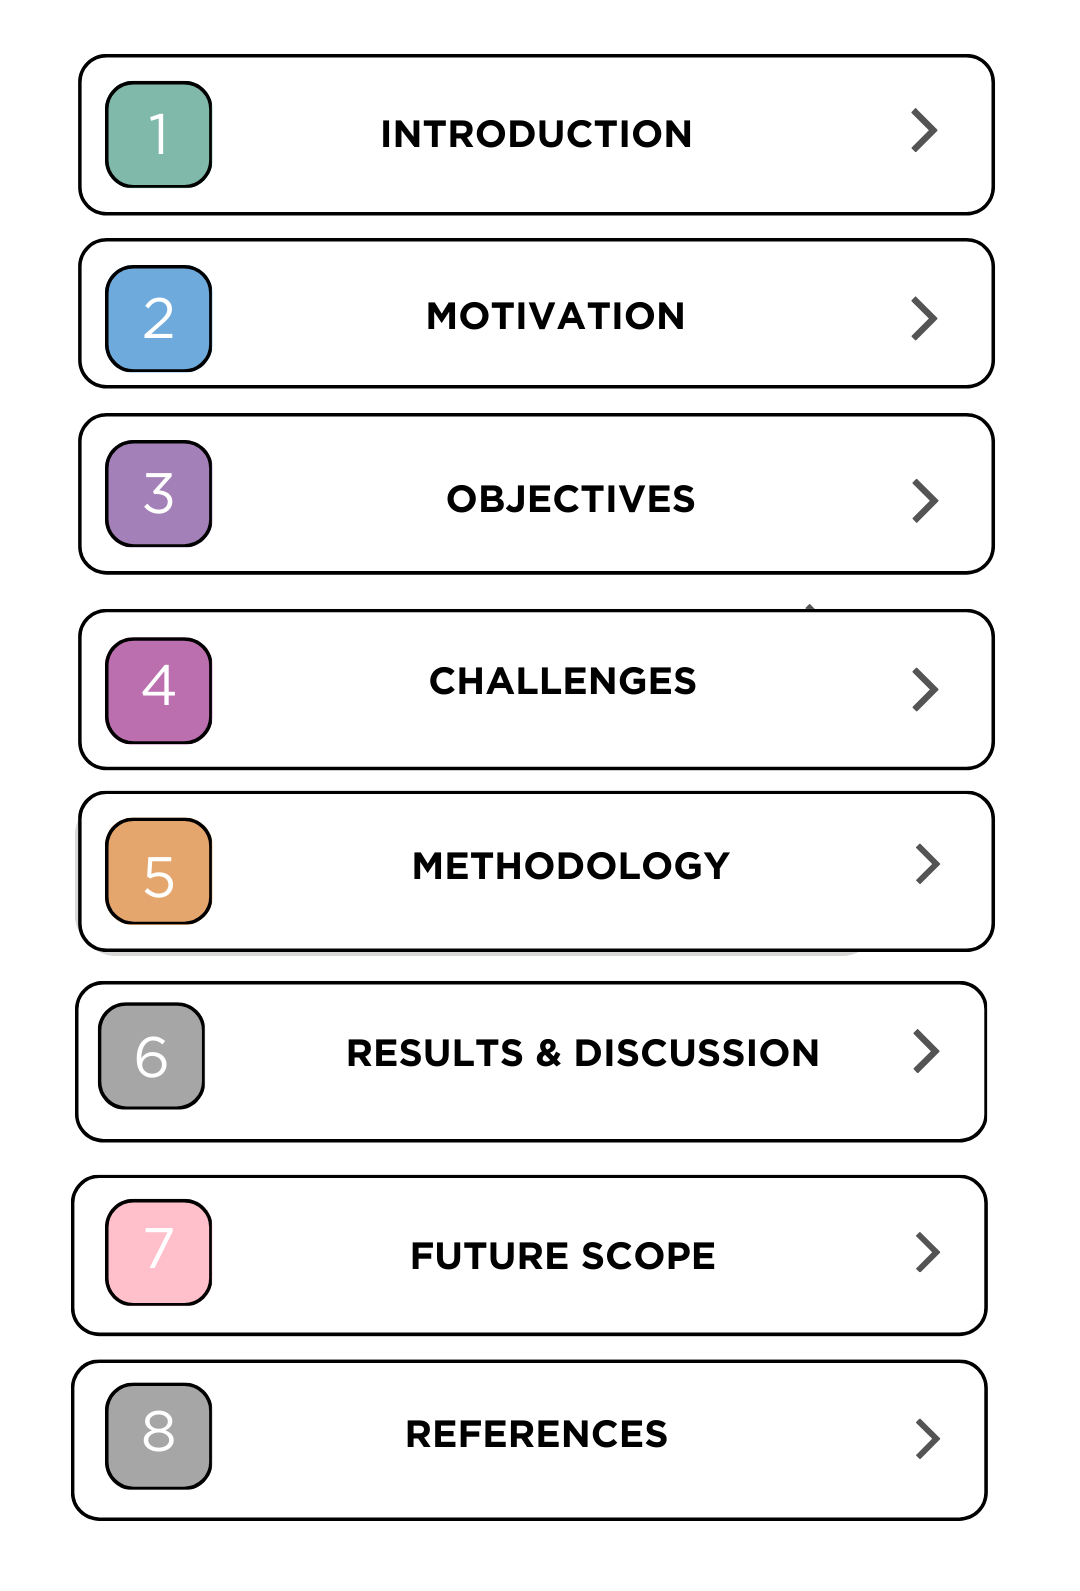 1 INTRODUCTION
2 MOTIVATION
3 OBJECTIVES
4 CHALLENGES
5 METHODOLOGY
6 RESULTS & DISCUSSION
7 FUTURE SCOPE
8 REFERENCES